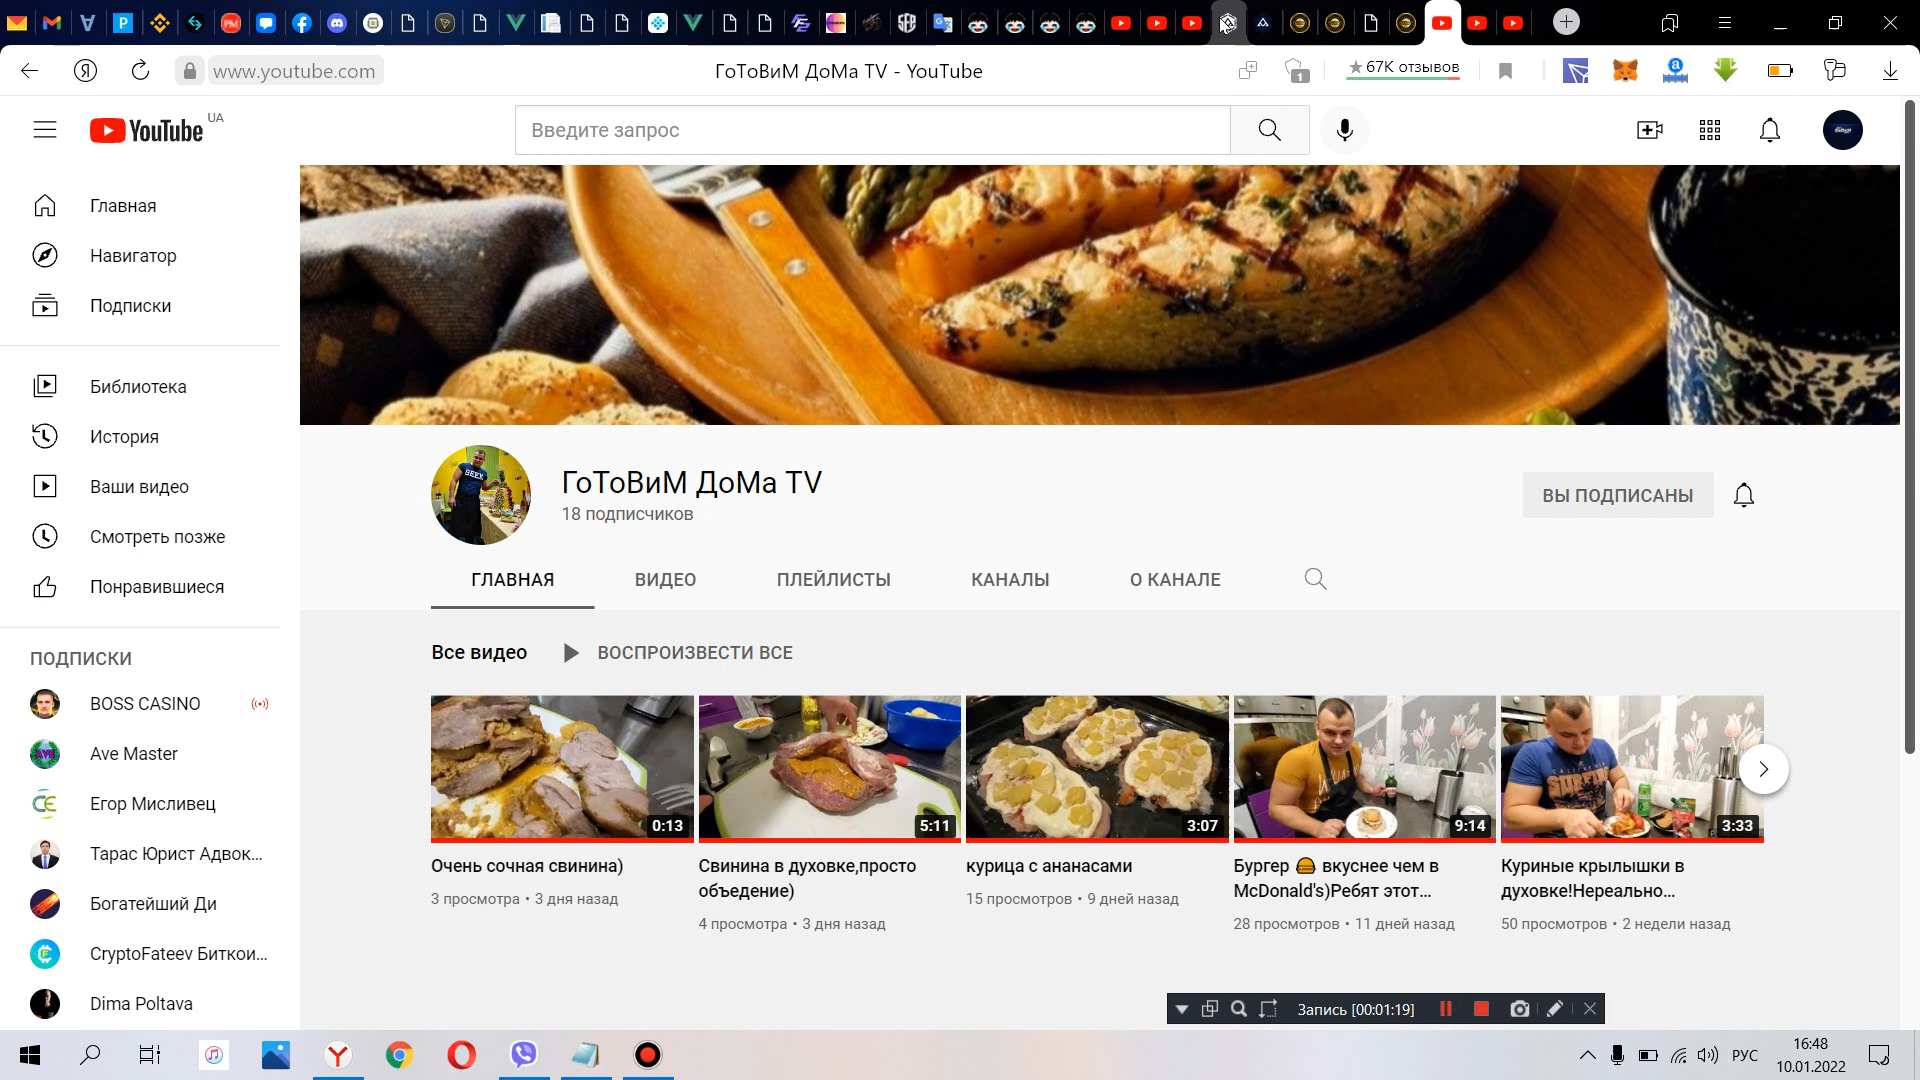 www.youtube.com
ГоТоВиМ ДоМа TV - YouTube
★ 67K отзывов
1
YouTube UA
Введите запрос
Главная
Навигатор
Подписки
Библиотека
История
Ваши видео
Смотреть позже
Понравившиеся
ПОДПИСКИ
BOSS CASINO
Ave Master
Егор Мисливец
Тарас Юрист Адвок...
Богатейший Ди
CryptoFateev Биткои...
Dima Poltava
ГоТоВиМ ДоМа TV
18 подписчиков
ВЫ ПОДПИСАНЫ
ГЛАВНАЯ
ВИДЕО
ПЛЕЙЛИСТЫ
КАНАЛЫ
О КАНАЛЕ
Все видео
ВОСПРОИЗВЕСТИ ВСЕ
0:13
Очень сочная свинина)
3 просмотра • 3 дня назад
5:11
Свинина в духовке,просто
объедение)
4 просмотра • 3 дня назад
3:07
курица с ананасами
15 просмотров • 9 дней назад
9:14
Бургер 🍔 вкуснее чем в
McDonald's)Ребят этот...
28 просмотров • 11 дней назад
3:33
Куриные крылышки в
духовке!Нереально...
50 просмотров • 2 недели назад
Запись [00:01:19]
РУС
16:48
10.01.2022